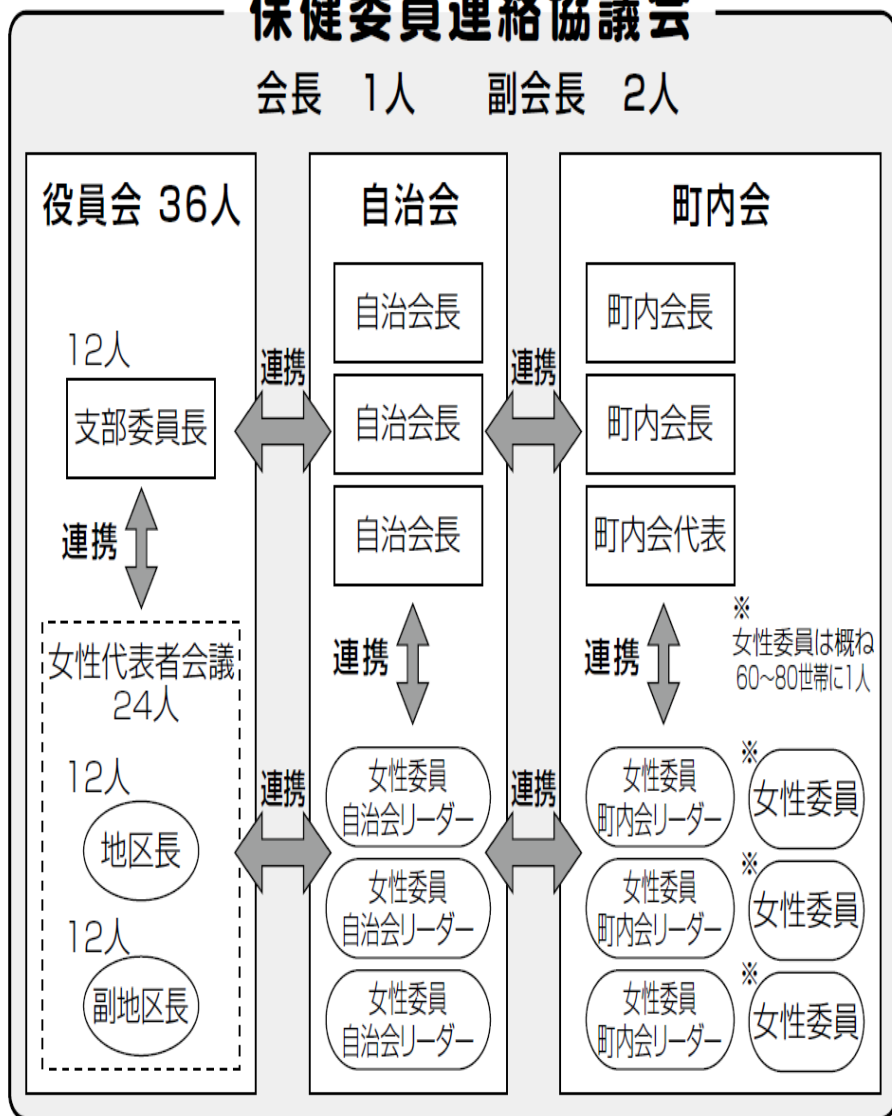 保健委員連絡協議会
会長 1人 副会長 2人
役員会 36人
12人
支部委員長
連携
女性代表者会議
24人
12人
地区長
12人
副地区長
連携
連携
自治会
自治会長
自治会長
自治会長
連携
女性委員
自治会リーダー
女性委員
自治会リーダー
女性委員
自治会リーダー
連携
連携
町内会
町内会長
町内会長
町内会代表
連携
※
女性委員は概ね
60~80世帯に1人
女性委員
町内会リーダー
※
女性委員
女性委員
町内会リーダー
※
女性委員
女性委員
町内会リーダー
※
女性委員